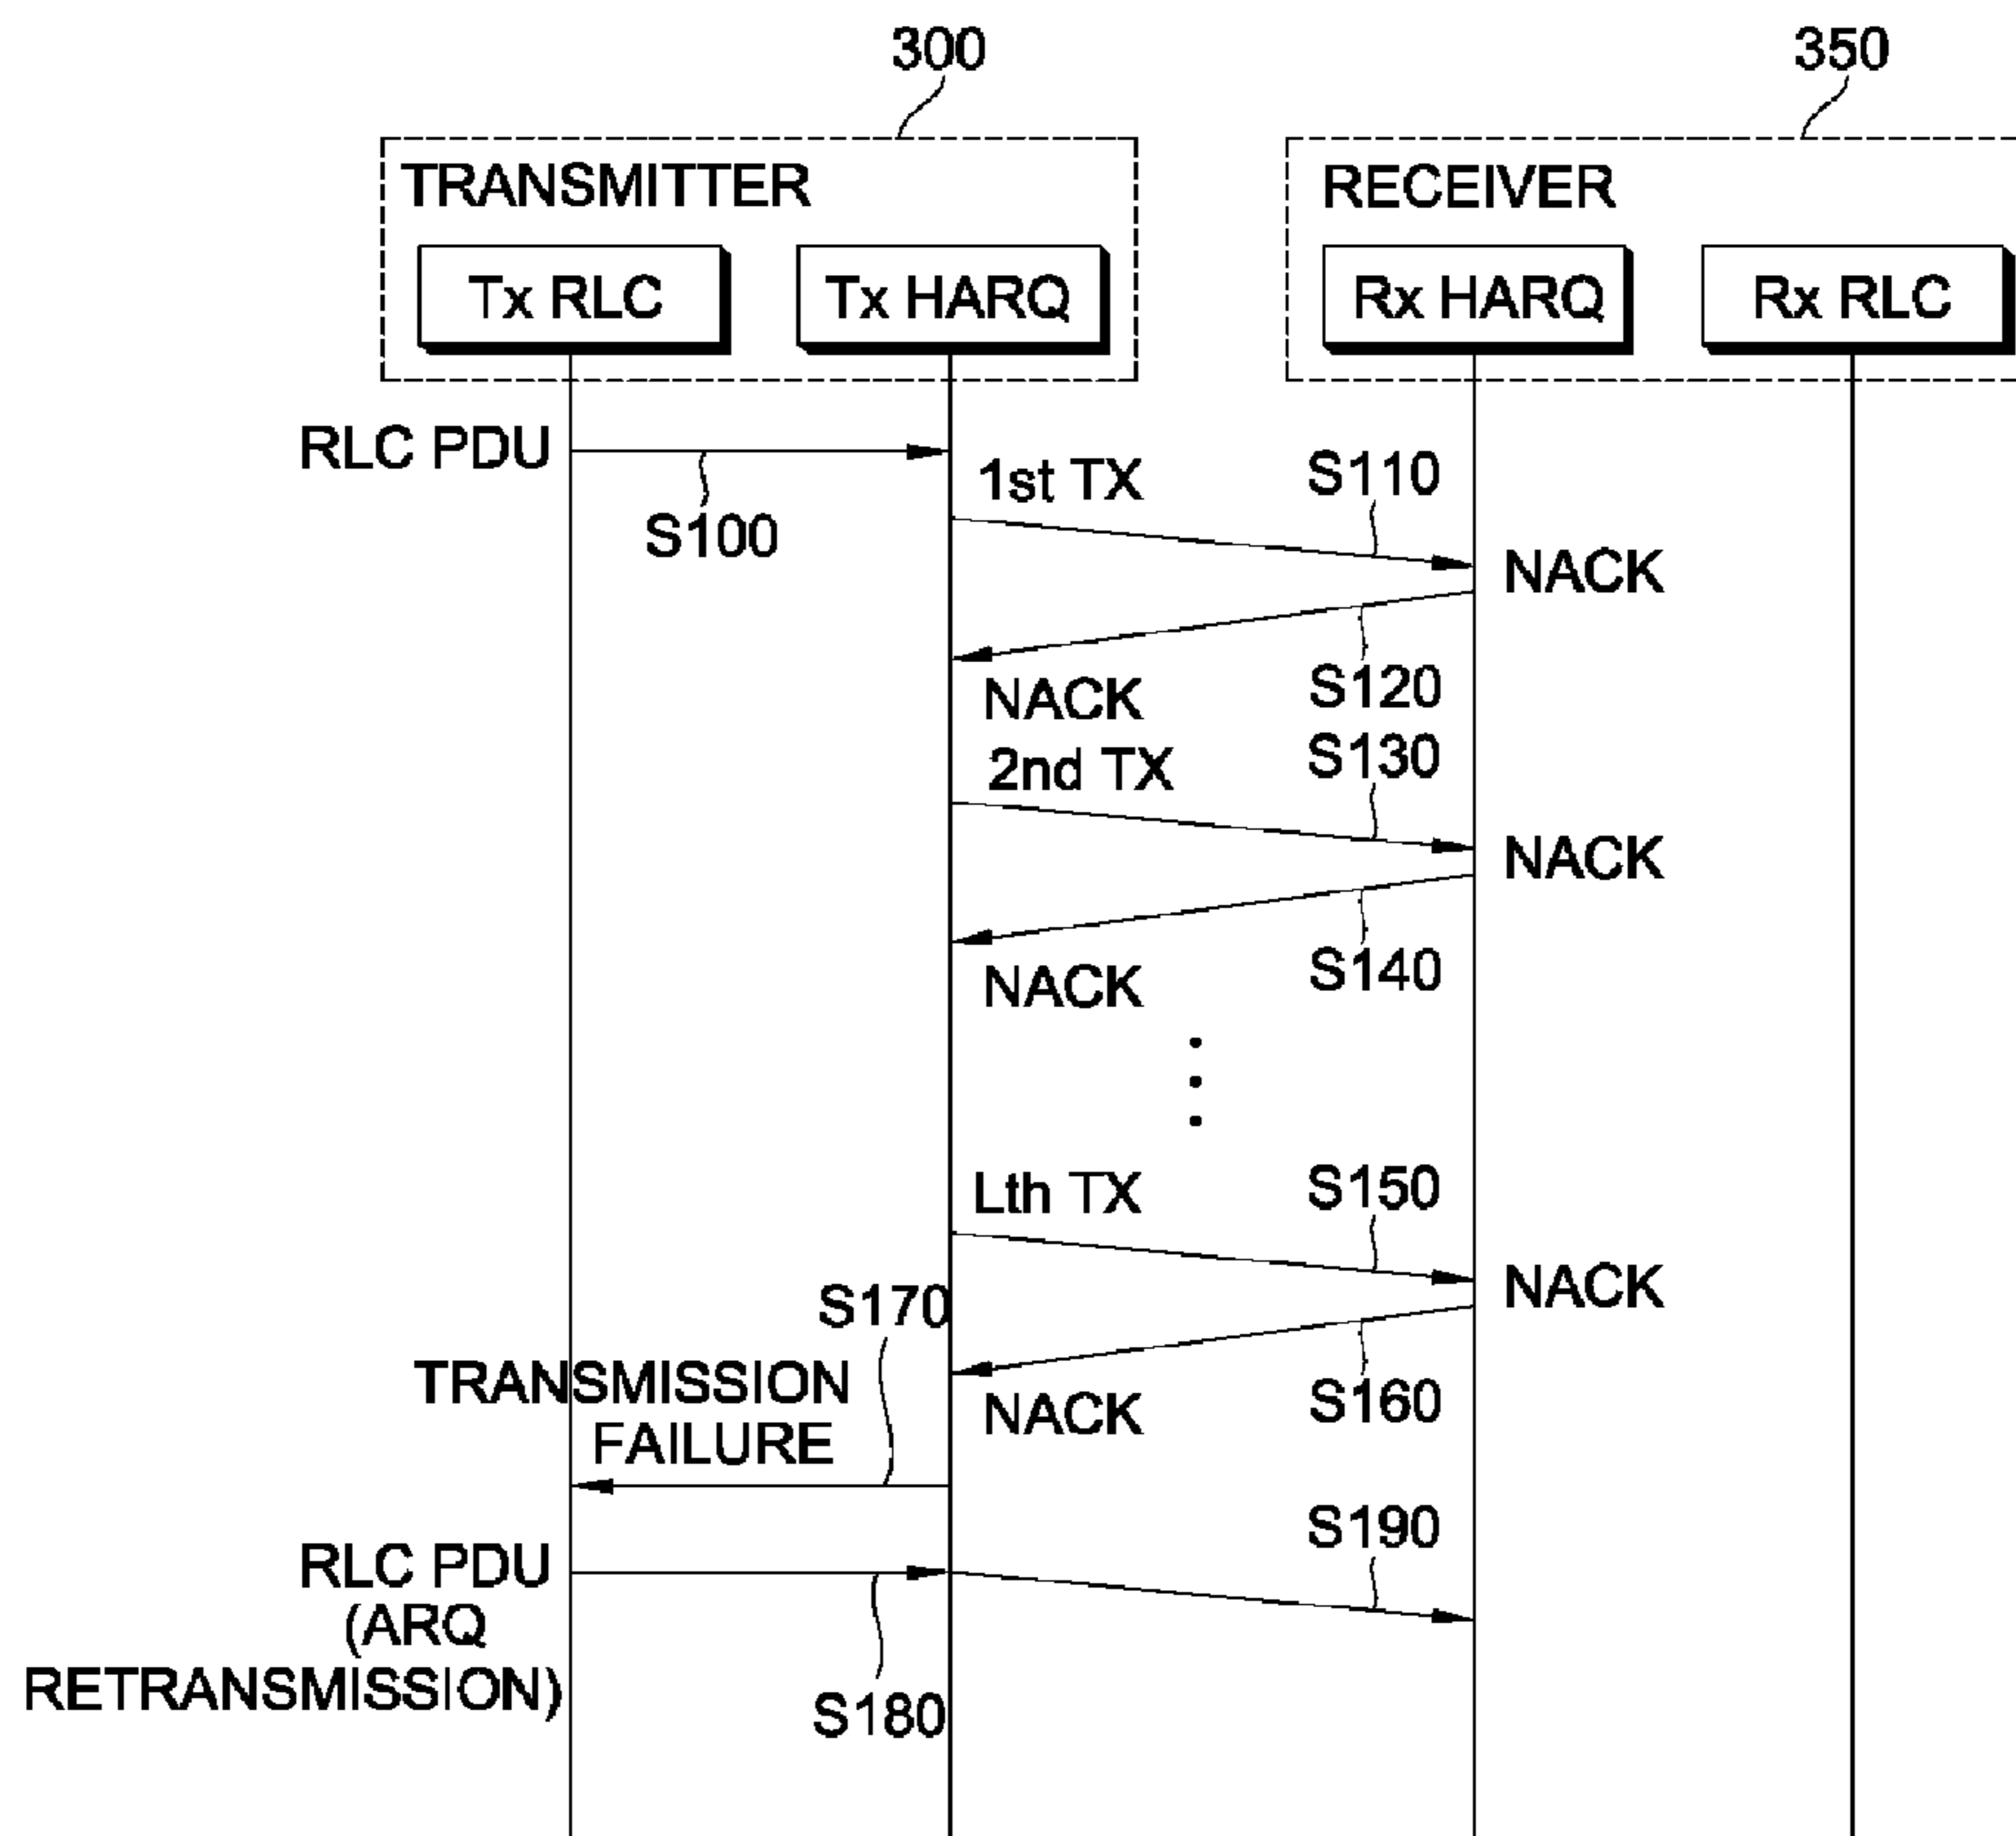 300
350
TRANSMITTER
RECEIVER
Tx RLC
Tx HARQ
Rx HARQ
Rx RLC
RLC PDU
S100
1st TX
S110
NACK
S120
NACK
2nd TX
S130
NACK
S140
NACK
Lth TX
S150
NACK
S160
NACK
S170
TRANSMISSION
FAILURE
RLC PDU
(ARQ
RETRANSMISSION)
S180
S190